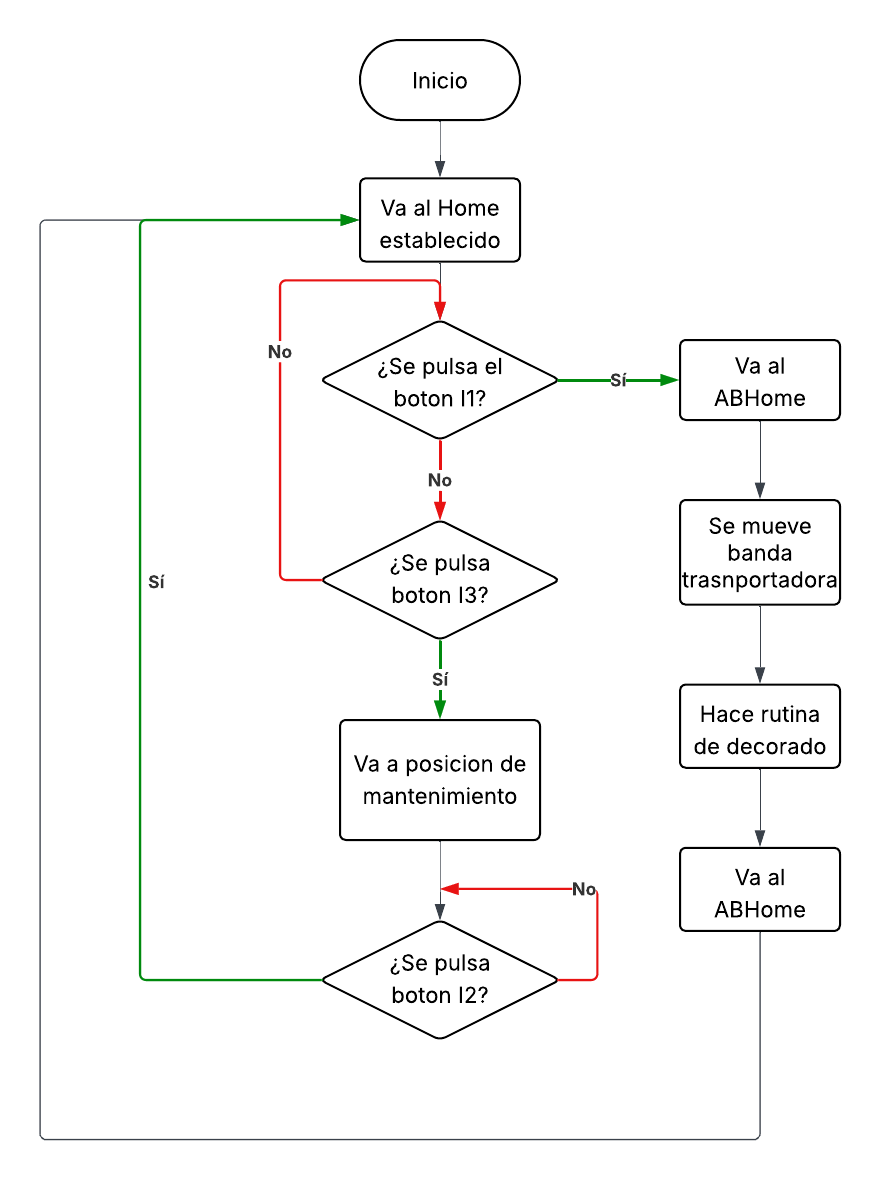 Inicio
Va al Home
establecido
No
¿Se pulsa el
boton I1?
Sí
Va al
ABHome
No
Se mueve
banda
trasnportadora
¿Se pulsa
boton I3?
Sí
Sí
Hace rutina
de decorado
Va a posicion de
mantenimiento
Va al
ABHome
No
¿Se pulsa
boton I2?